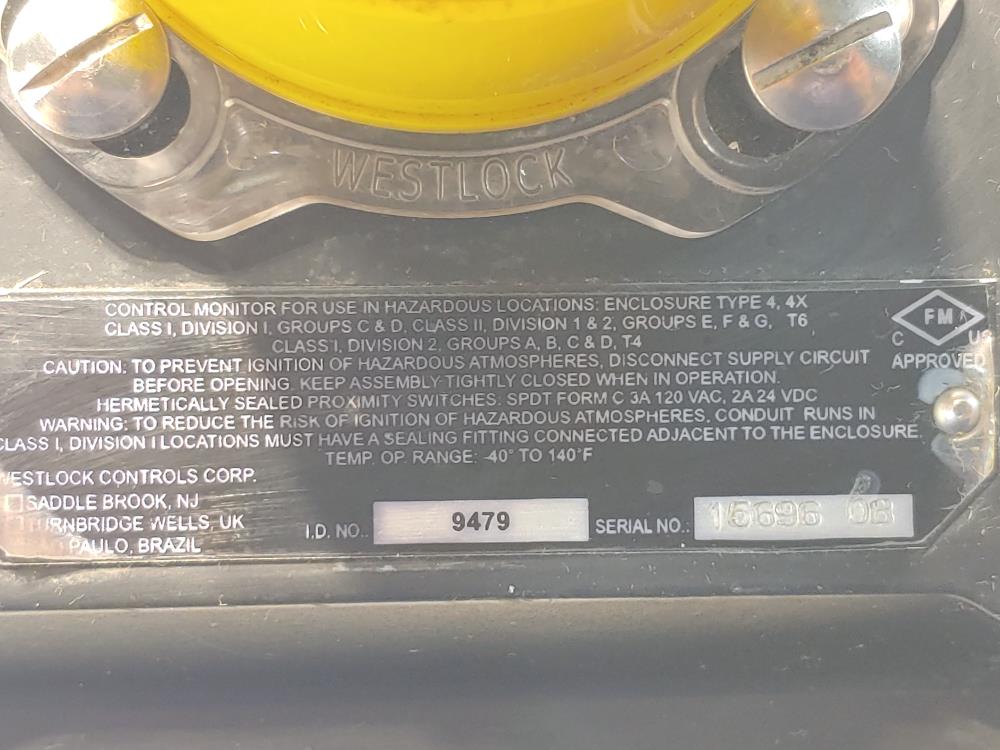 WESTLOCK
CONTROL MONITOR FOR USE IN HAZARDOUS LOCATIONS: ENCLOSURE TYPE 4, 4X
CLASS I, DIVISION I, GROUPS C & D, CLASS II, DIVISION 1 & 2, GROUPS E, F & G, T6
CLASS I, DIVISION 2, GROUPS A, B, C & D, T4
FM
C US
APPROVED
CAUTION: TO PREVENT IGNITION OF HAZARDOUS ATMOSPHERES, DISCONNECT SUPPLY CIRCUIT
BEFORE OPENING. KEEP ASSEMBLY TIGHTLY CLOSED WHEN IN OPERATION.
HERMETICALLY SEALED PROXIMITY SWITCHES: SPDT FORM C 3A 120 VAC, 2A 24 VDC
WARNING: TO REDUCE THE RISK OF IGNITION OF HAZARDOUS ATMOSPHERES, CONDUIT RUNS IN
CLASS I, DIVISION I LOCATIONS MUST HAVE A SEALING FITTING CONNECTED ADJACENT TO THE ENCLOSURE.
TEMP. OP. RANGE: -40° TO 140°F
WESTLOCK CONTROLS CORP.
SADDLE BROOK, NJ
TURNBRIDGE WELLS, UK
PAULO, BRAZIL
I.D. NO.: 9479
SERIAL NO.: